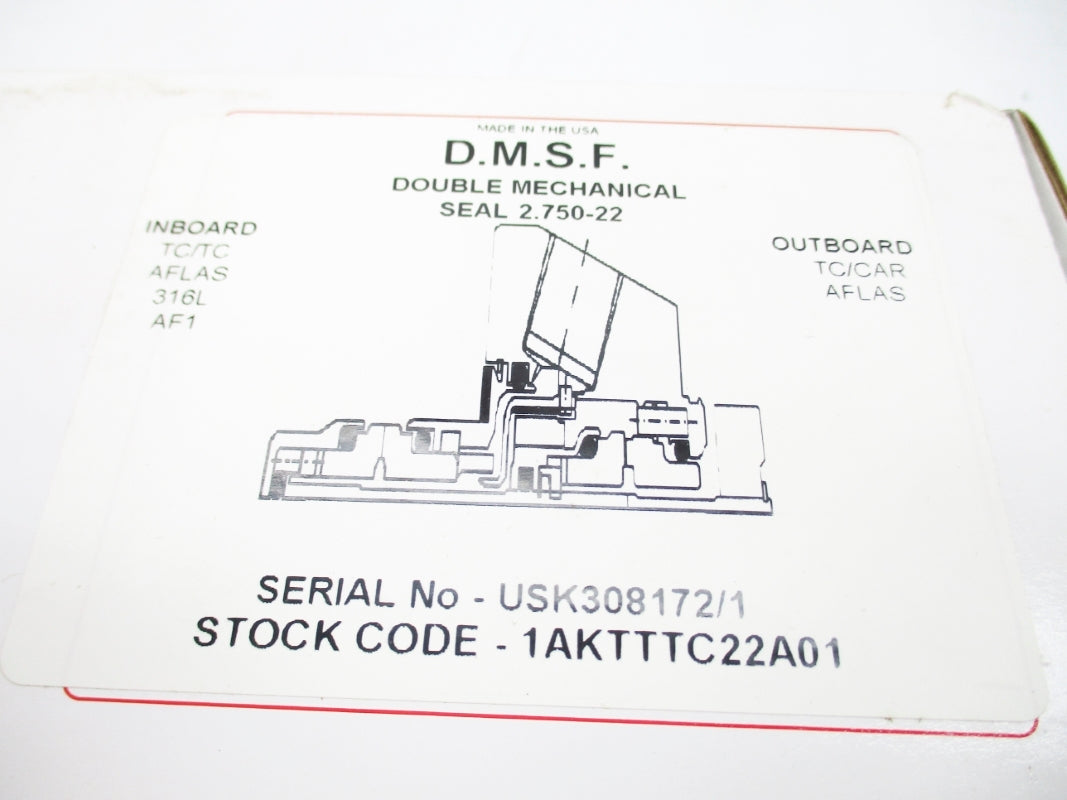 MADE IN THE USA
D.M.S.F.
DOUBLE MECHANICAL
SEAL 2.750-22
INBOARD
TC/TC
AFLAS
316L
AF1
OUTBOARD
TC/CAR
AFLAS
SERIAL No - USK308172/1
STOCK CODE - 1AKTTTC22A01